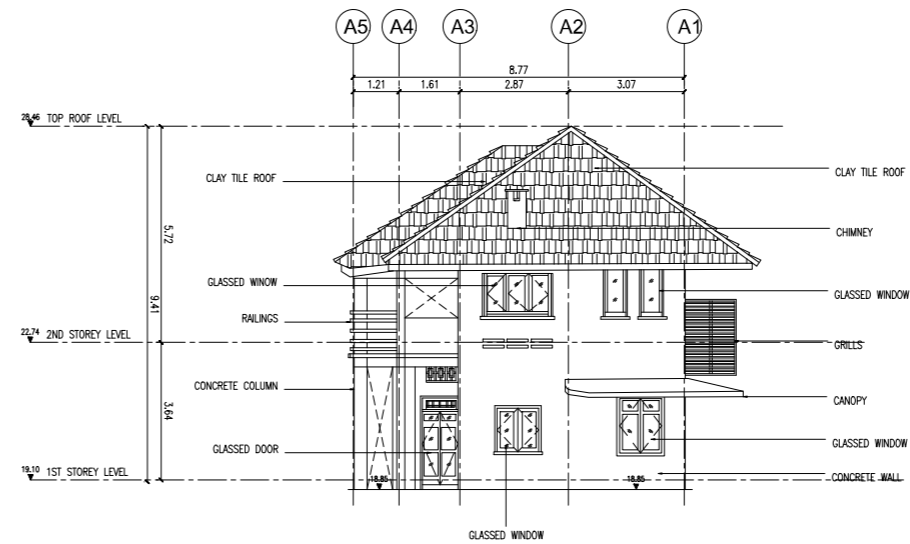 A5 A4 A3 A2 A1
8.77
1.21 1.61 2.87 3.07
28.46 TOP ROOF LEVEL
CLAY TILE ROOF
CLAY TILE ROOF
5.72
CHIMNEY
GLASSED WINOW
GLASSED WINDOW
9.41
RAILINGS
22.74 2ND STOREY LEVEL
GRILLS
CONCRETE COLUMN
CANOPY
3.64
GLASSED DOOR
GLASSED WINDOW
19.10 1ST STOREY LEVEL
CONCRETE WALL
18.85 18.85
GLASSED WINDOW